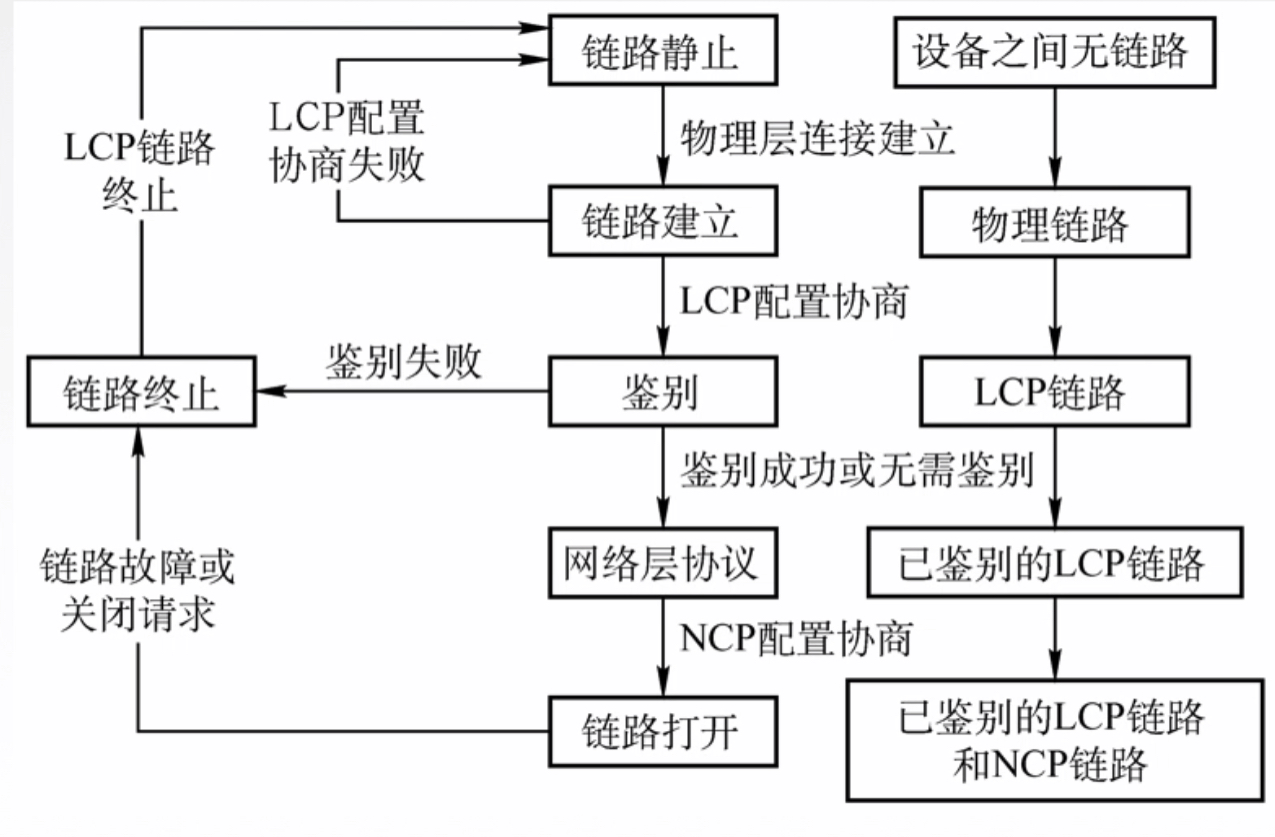 链路静止
设备之间无链路
LCP配置
协商失败
物理层连接建立
LCP链路
终止
链路建立
物理链路
LCP配置协商
鉴别失败
链路终止
鉴别
LCP链路
鉴别成功或无需鉴别
链路故障或
关闭请求
网络层协议
已鉴别的LCP链路
NCP配置协商
链路打开
已鉴别的LCP链路
和NCP链路